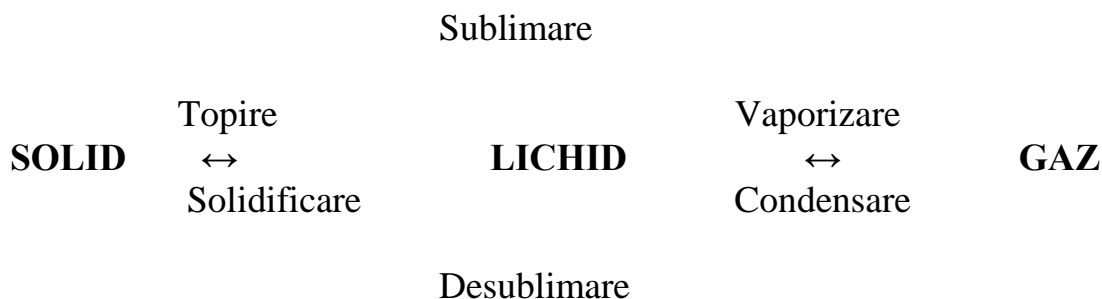 Sublimare
Topire Vaporizare
SOLID ↔ LICHID ↔ GAZ
Solidificare Condensare
Desublimare